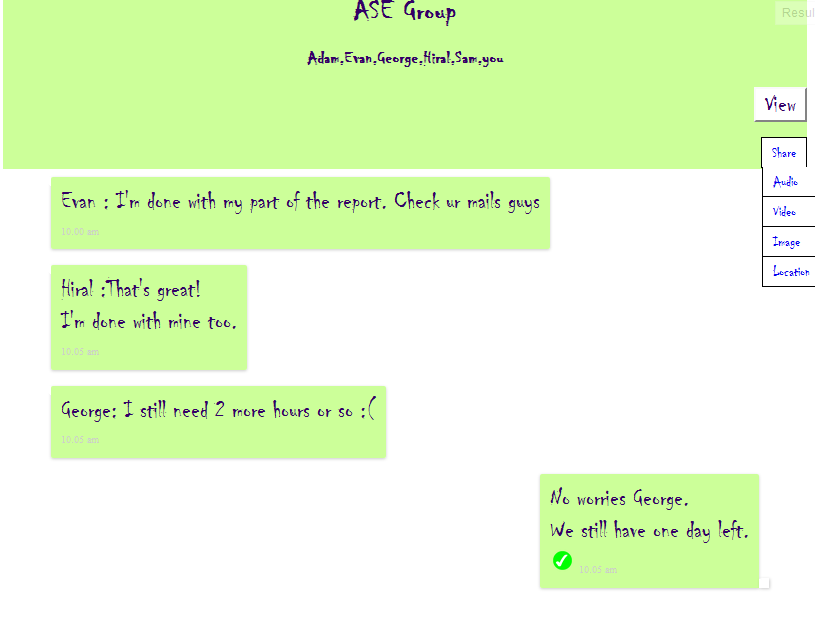 ASE Group
Resul
Adam,Evan,George,Hiral,Sam,you
View
Share
Audio
Video
Image
Location
Evan : I'm done with my part of the report. Check ur mails guys
10.00 am
Hiral :That's great!
I'm done with mine too.
10.05 am
George: I still need 2 more hours or so :(
10.05 am
No worries George.
We still have one day left.
10.05 am